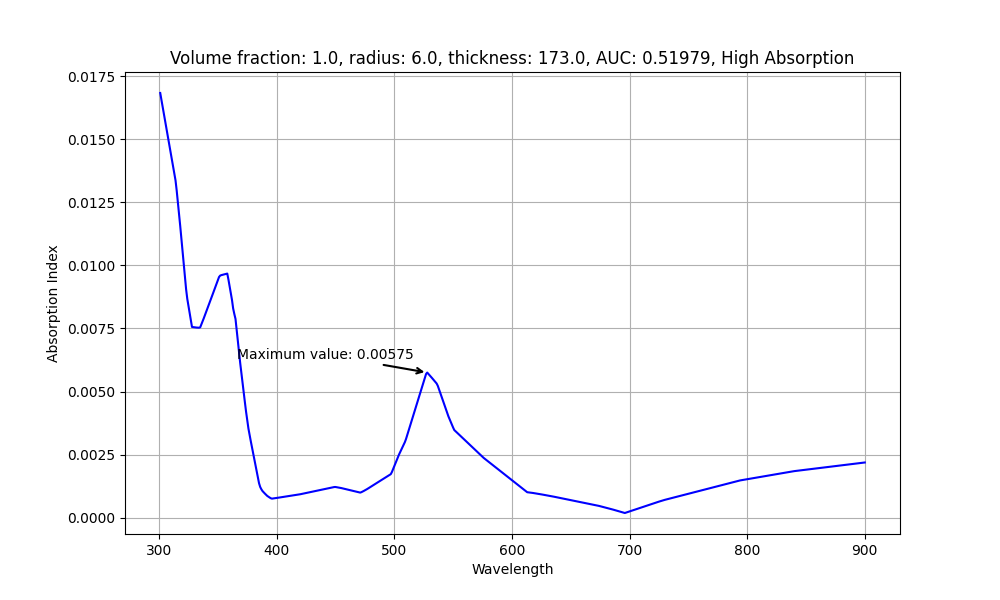 Volume fraction: 1.0, radius: 6.0, thickness: 173.0, AUC: 0.51979, High Absorption
0.0175
0.0150
0.0125
0.0100
0.0075
0.0050
0.0025
0.0000
Absorption Index
Maximum value: 0.00575
300 400 500 600 700 800 900
Wavelength